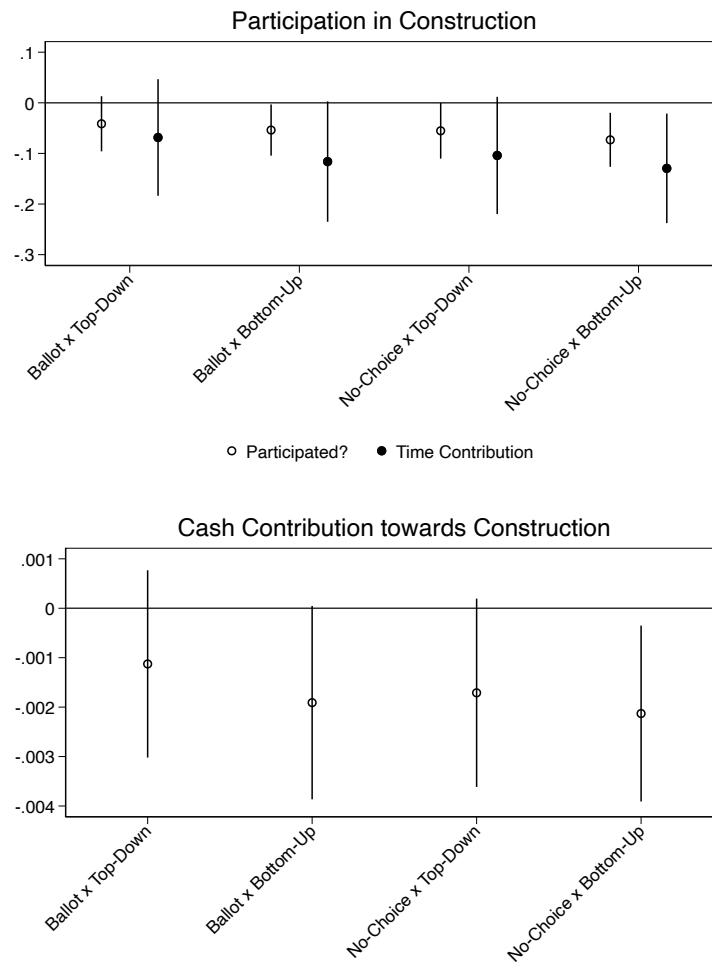 Participation in Construction
.1
0
-.1
-.2
-.3
Ballot x Top-Down
Ballot x Bottom-Up
No-Choice x Top-Down
No-Choice x Bottom-Up
Participated? Time Contribution
Cash Contribution towards Construction
.001
0
-.001
-.002
-.003
-.004
Ballot x Top-Down
Ballot x Bottom-Up
No-Choice x Top-Down
No-Choice x Bottom-Up